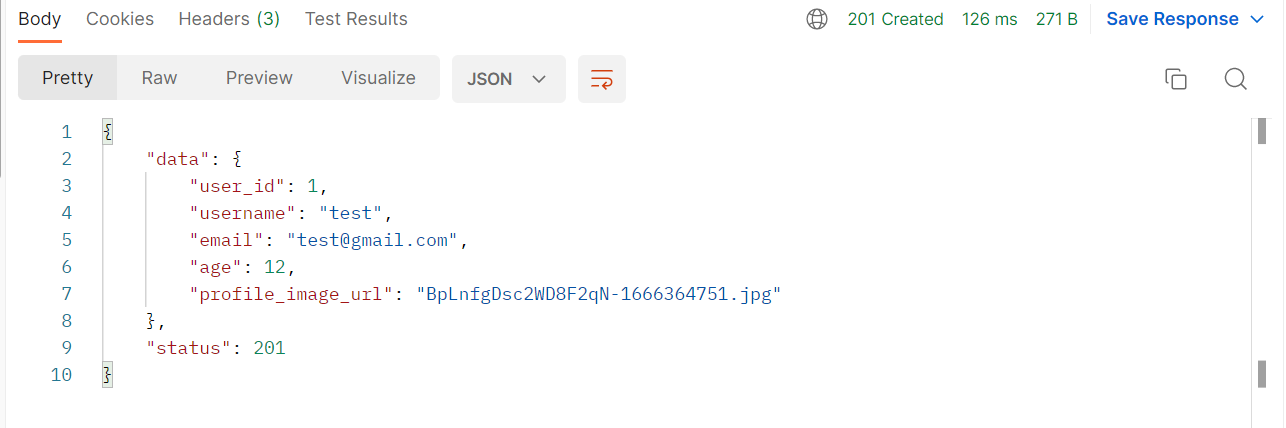 Body Cookies Headers (3) Test Results 201 Created 126 ms 271 B Save Response
Pretty Raw Preview Visualize JSON
1 {
2 "data": {
3 "user_id": 1,
4 "username": "test",
5 "email": "test@gmail.com",
6 "age": 12,
7 "profile_image_url": "BpLnfgDsc2WD8F2qN-1666364751.jpg"
8 },
9 "status": 201
10 }